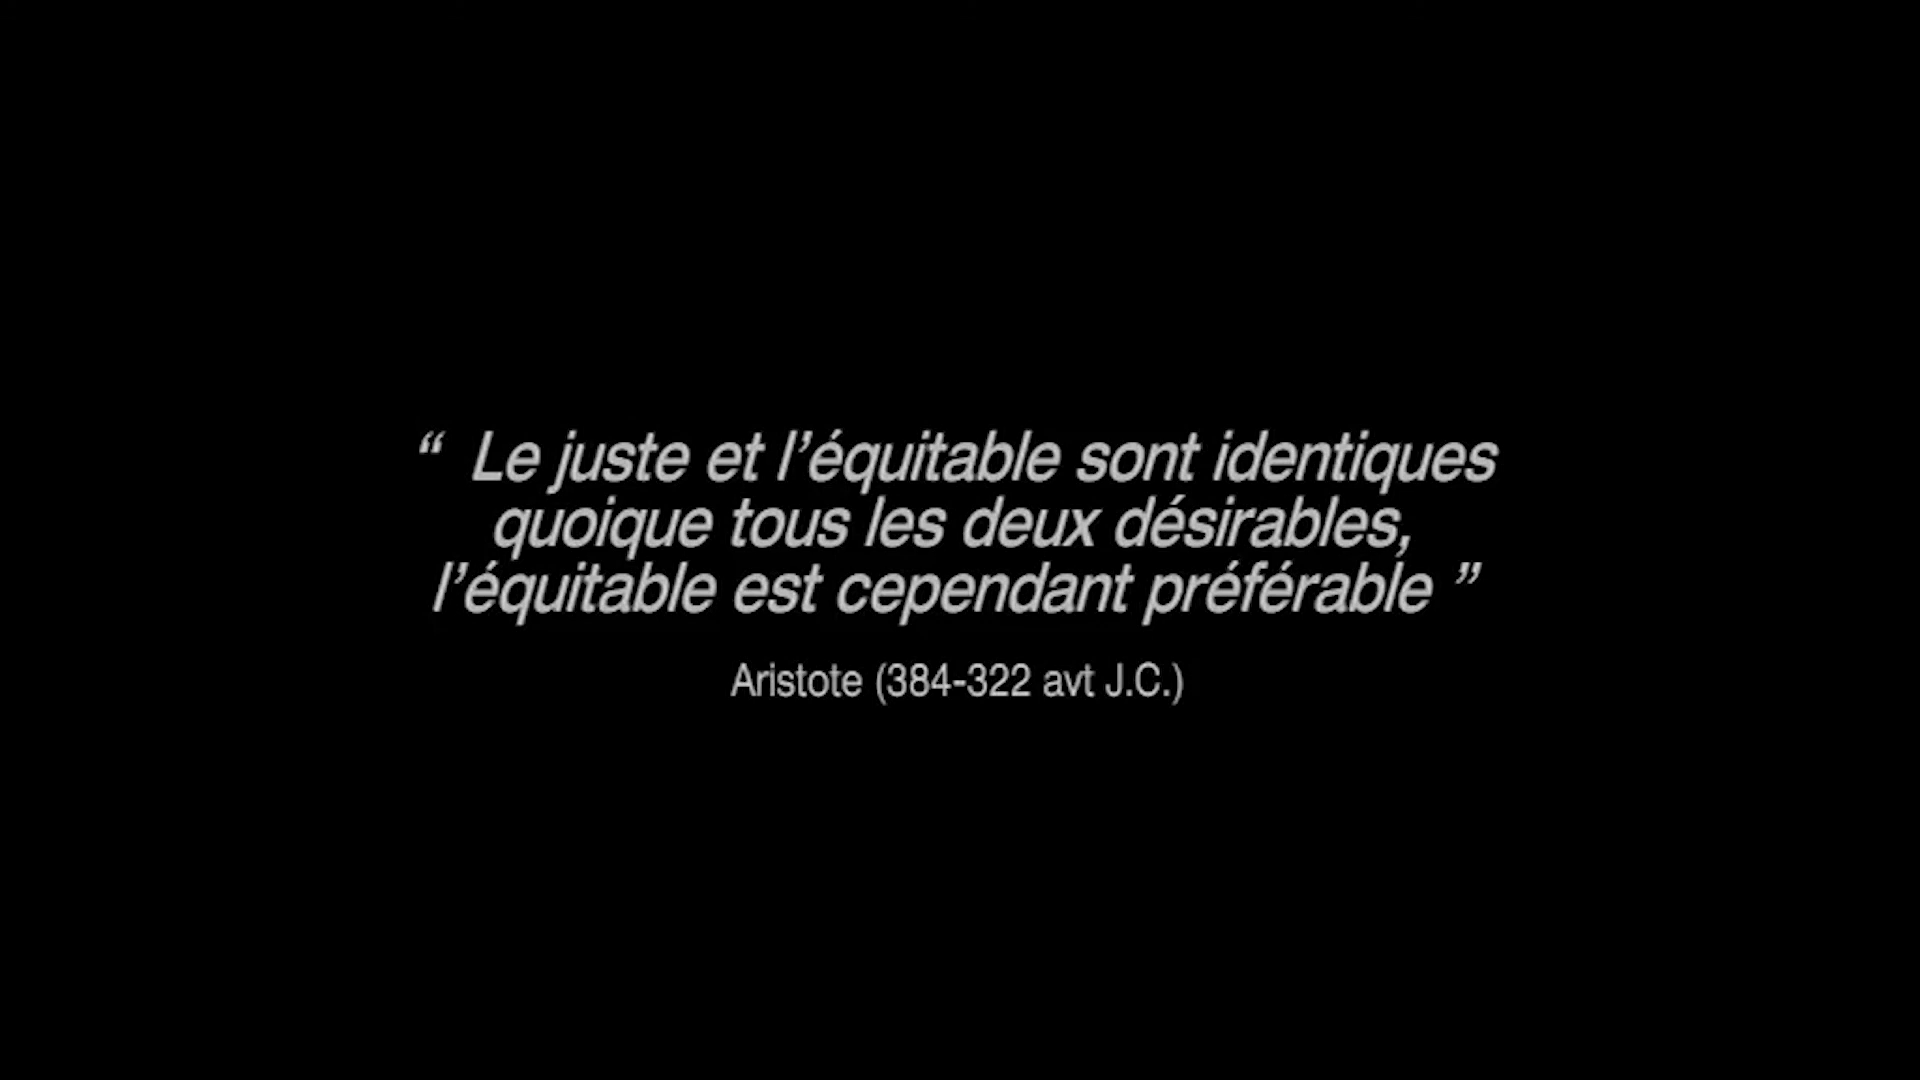 “ Le juste et l’équitable sont identiques
quoique tous les deux désirables,
l’équitable est cependant préférable ”
Aristote (384-322 avt J.C.)